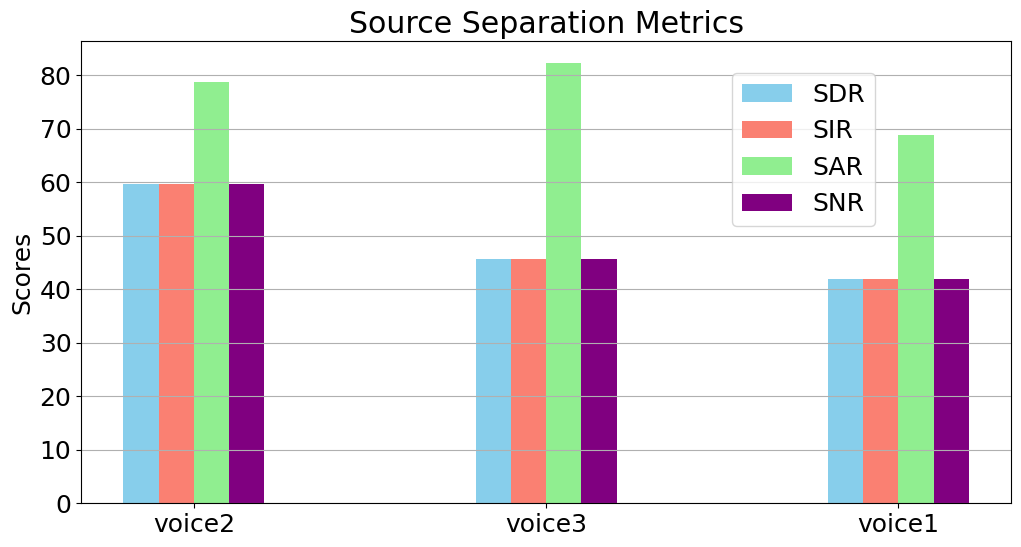 Source Separation Metrics
Scores
80
70
60
50
40
30
20
10
0
SDR
SIR
SAR
SNR
voice2
voice3
voice1